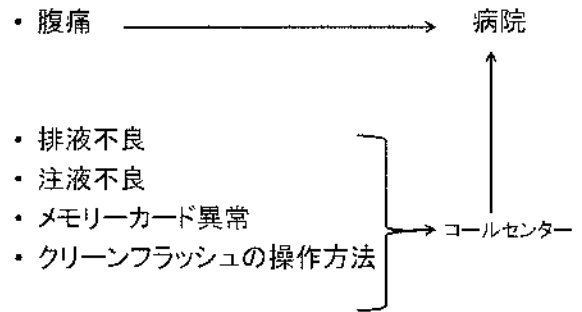 ・腹痛 → 病院
・排液不良
・注液不良
・メモリーカード異常
・クリーンフラッシュの操作方法
コールセンター